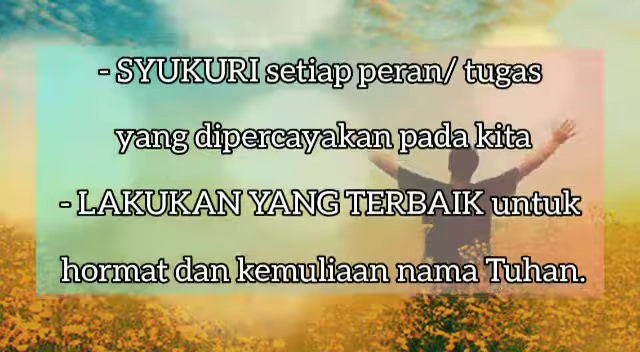 - SYUKURI setiap peran/ tugas
yang dipercayakan pada kita
- LAKUKAN YANG TERBAIK untuk
hormat dan kemuliaan nama Tuhan.